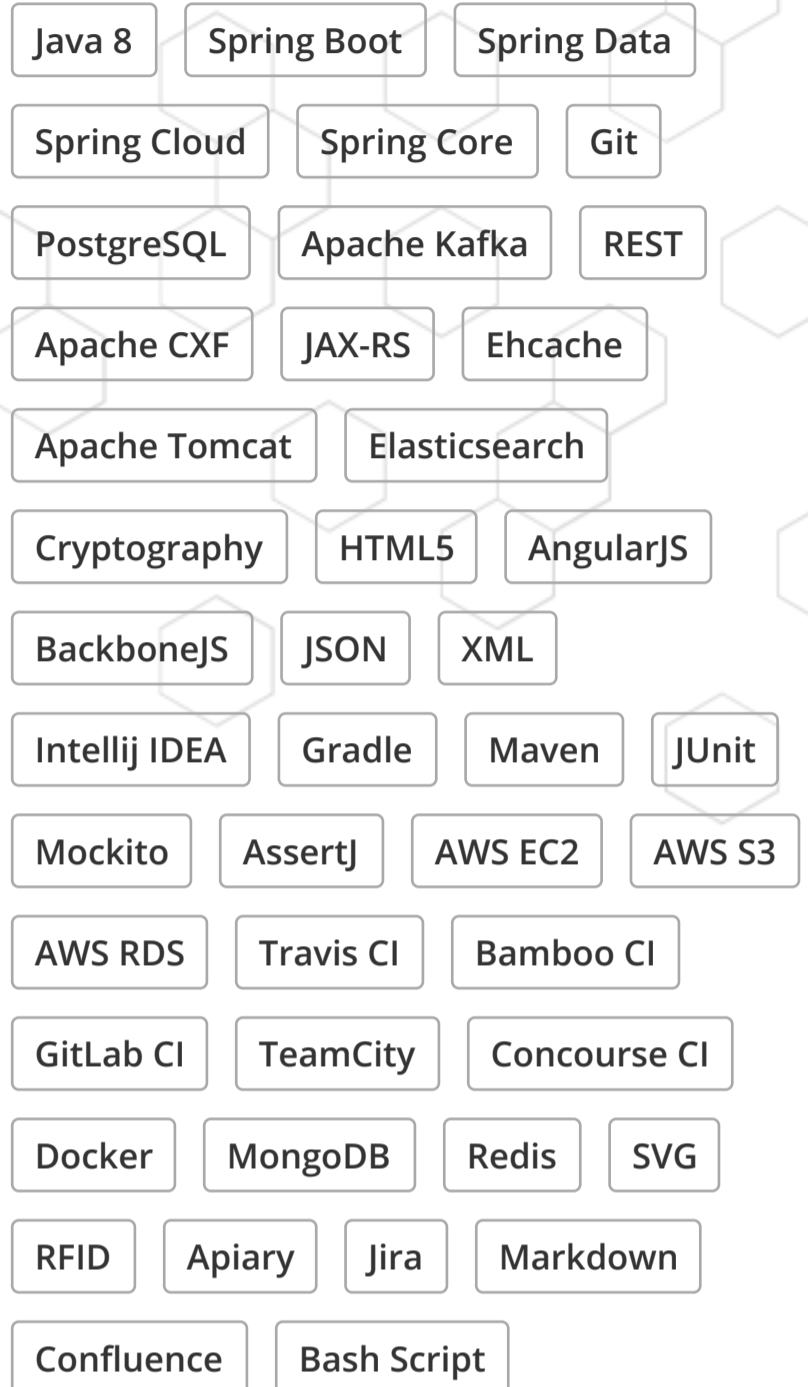 Java 8 Spring Boot Spring Data
Spring Cloud Spring Core Git
PostgreSQL Apache Kafka REST
Apache CXF JAX-RS Ehcache
Apache Tomcat Elasticsearch
Cryptography HTML5 AngularJS
BackboneJS JSON XML
Intellij IDEA Gradle Maven JUnit
Mockito AssertJ AWS EC2 AWS S3
AWS RDS Travis CI Bamboo CI
GitLab CI TeamCity Concourse CI
Docker MongoDB Redis SVG
RFID Apiary Jira Markdown
Confluence Bash Script